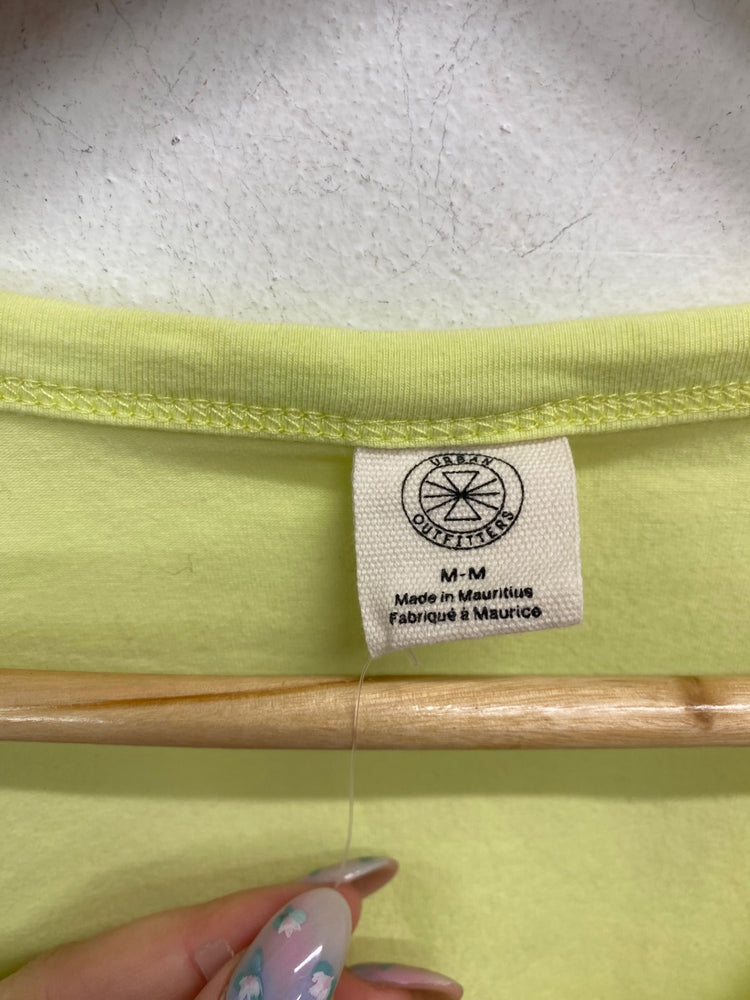 URBAN
OUTFITTERS
M-M
Made in Mauritius
Fabriqué à Maurice